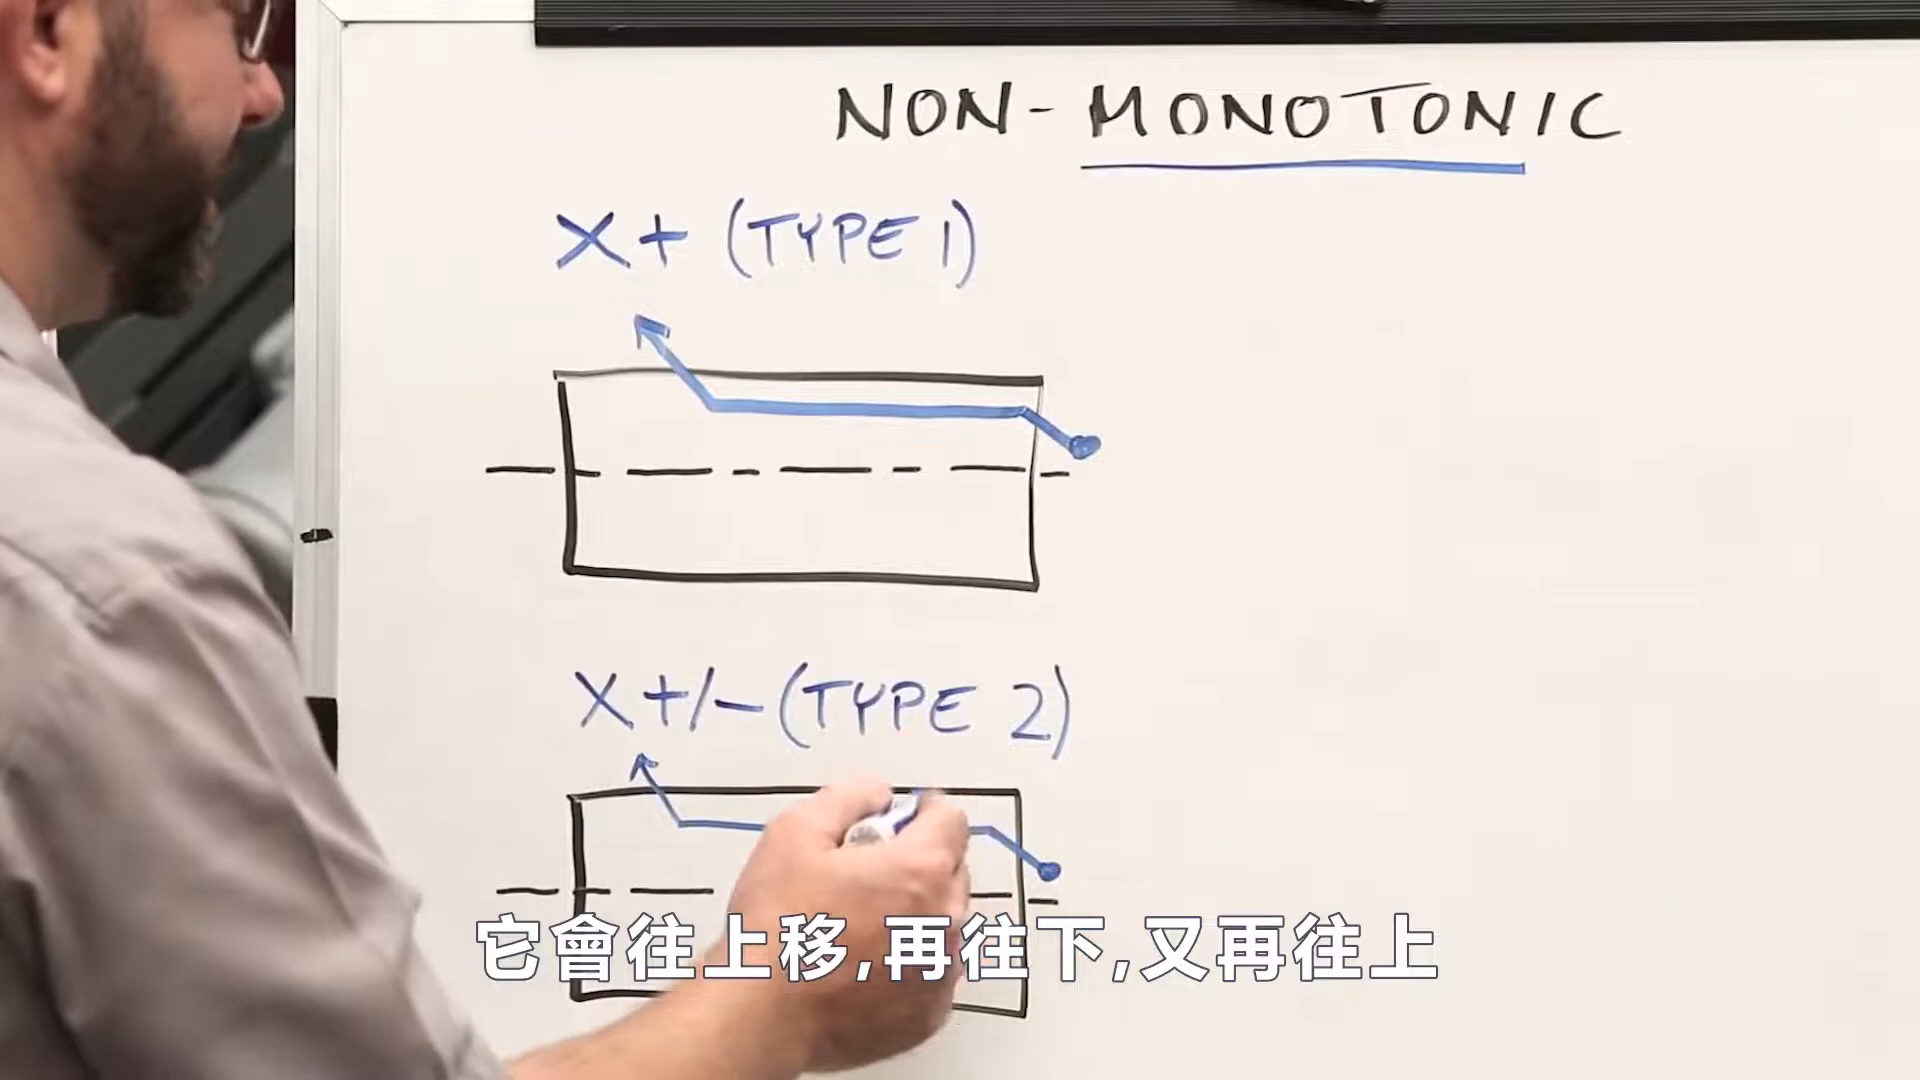 NON-MONOTONIC
X+ (TYPE 1)
X+/- (TYPE 2)
它會往上移,再往下,又再往上